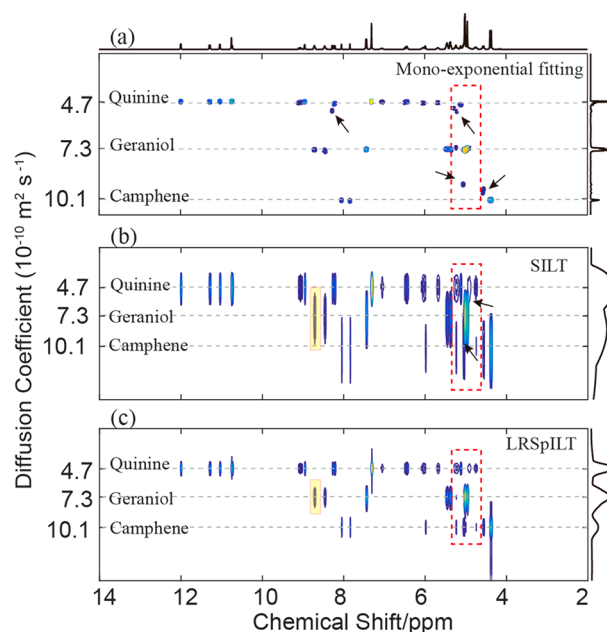 (a)
Mono-exponential fitting
Quinine
4.7
Geraniol
7.3
Camphene
10.1
(b)
SILT
Quinine
4.7
7.3
Geraniol
10.1
Camphene
(c)
LRSpILT
Quinine
4.7
Geraniol
7.3
10.1
Camphene
Diffusion Coefficient (10⁻¹⁰ m² s⁻¹)
14 12 10 8 6 4 2
Chemical Shift/ppm